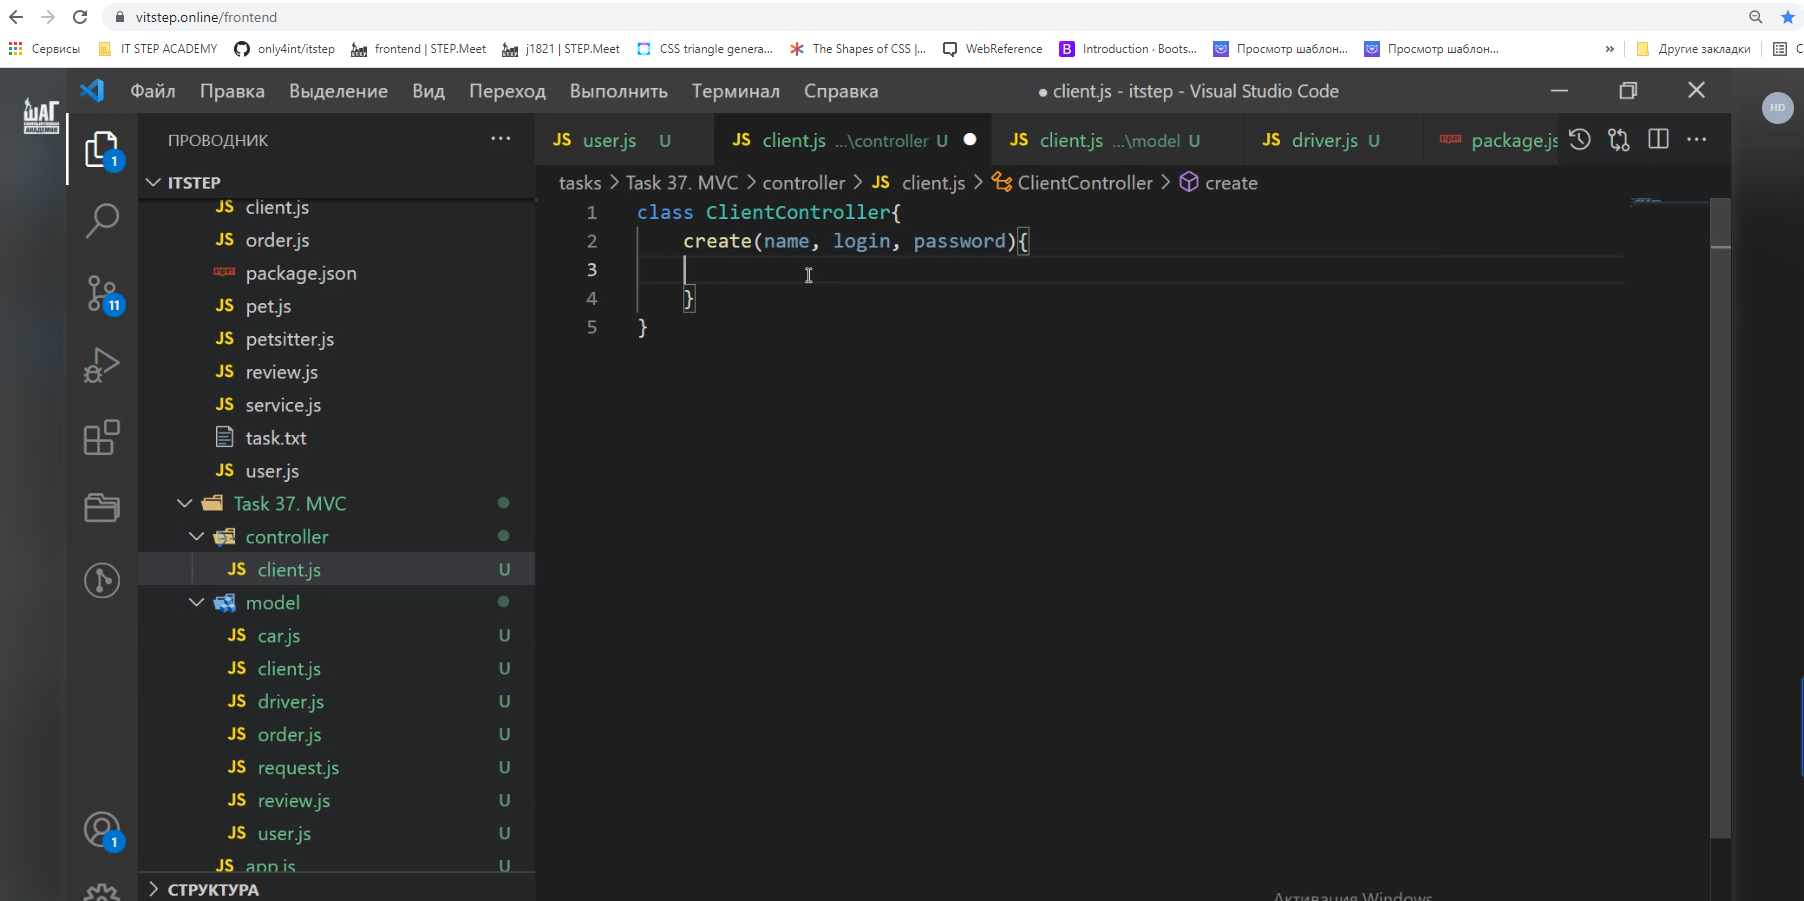 vitstep.online/frontend
Сервисы IT STEP ACADEMY only4int/itstep frontend | STEP.Meet j1821 | STEP.Meet CSS triangle genera... The Shapes of CSS |... WebReference B Introduction · Boots... Просмотр шаблон... Просмотр шаблон... » Другие закладки
ШАГ
АКАДЕМИЯ
Файл Правка Выделение Вид Переход Выполнить Терминал Справка ● client.js - itstep - Visual Studio Code
HD
ПРОВОДНИК ···
JS user.js U JS client.js ...\controller U JS client.js ...\model U JS driver.js U package.js ···
1
ITSTEP
tasks > Task 37. MVC > controller > JS client.js > ClientController > create
JS client.js
JS order.js
package.json
JS pet.js
JS petsitter.js
JS review.js
JS service.js
task.txt
JS user.js
Task 37. MVC
controller
JS client.js U
model
JS car.js U
JS client.js U
JS driver.js U
JS order.js U
JS request.js U
JS review.js U
JS user.js U
JS app.js U
СТРУКТУРА
11
1
1 class ClientController{
2 create(name, login, password){
3
4 }
5 }
Активация Windows